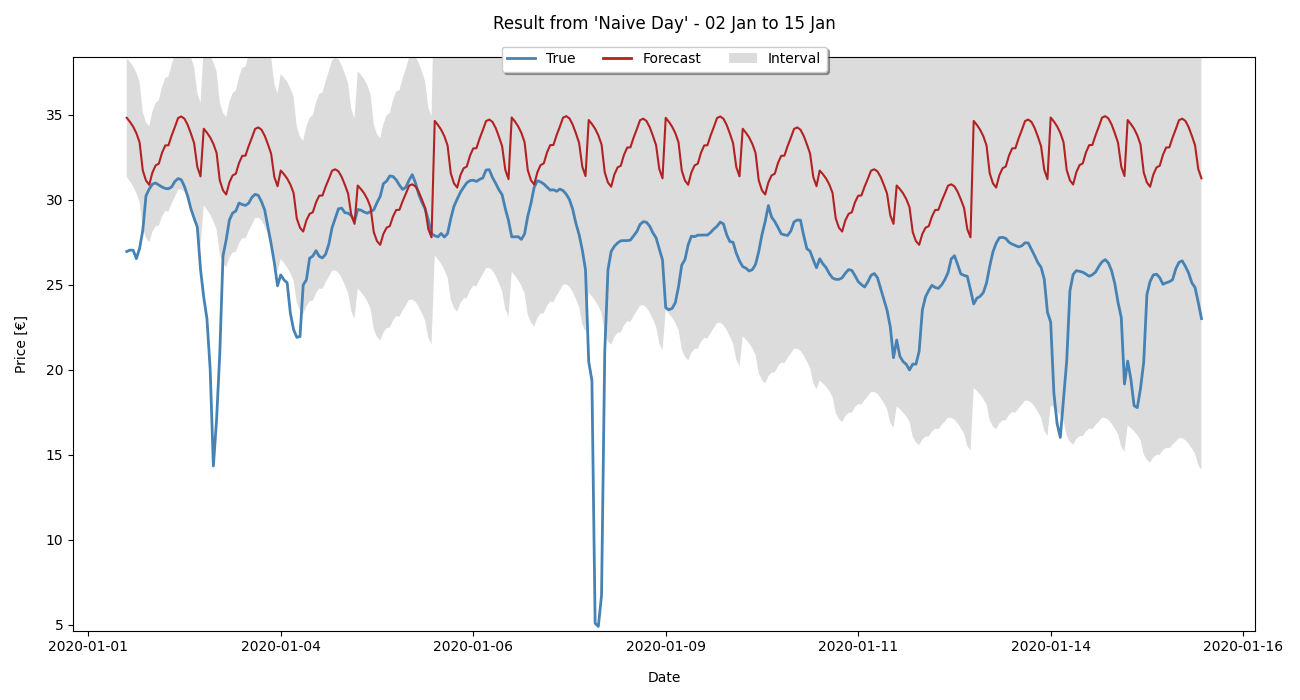 Result from 'Naive Day' - 02 Jan to 15 Jan
True Forecast Interval
Price [€]
35
30
25
20
15
10
5
2020-01-01 2020-01-04 2020-01-06 2020-01-09 2020-01-11 2020-01-14 2020-01-16
Date